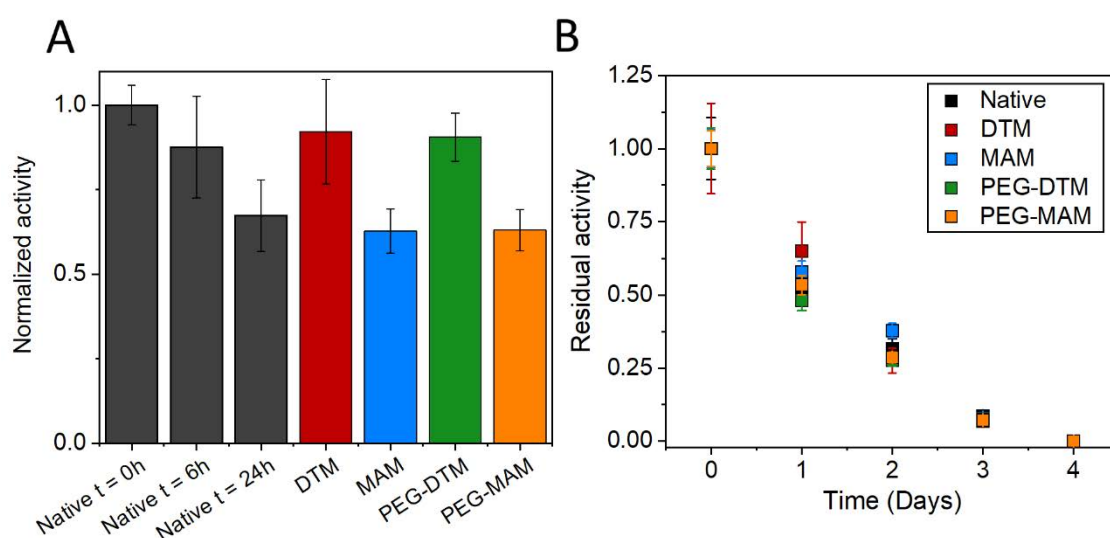 A
Normalized activity
1.0
0.5
0.0
Native t = 0h
Native t = 6h
Native t = 24h
DTM
MAM
PEG-DTM
PEG-MAM
B
Residual activity
1.25
1.00
0.75
0.50
0.25
0.00
Native
DTM
MAM
PEG-DTM
PEG-MAM
0 1 2 3 4
Time (Days)